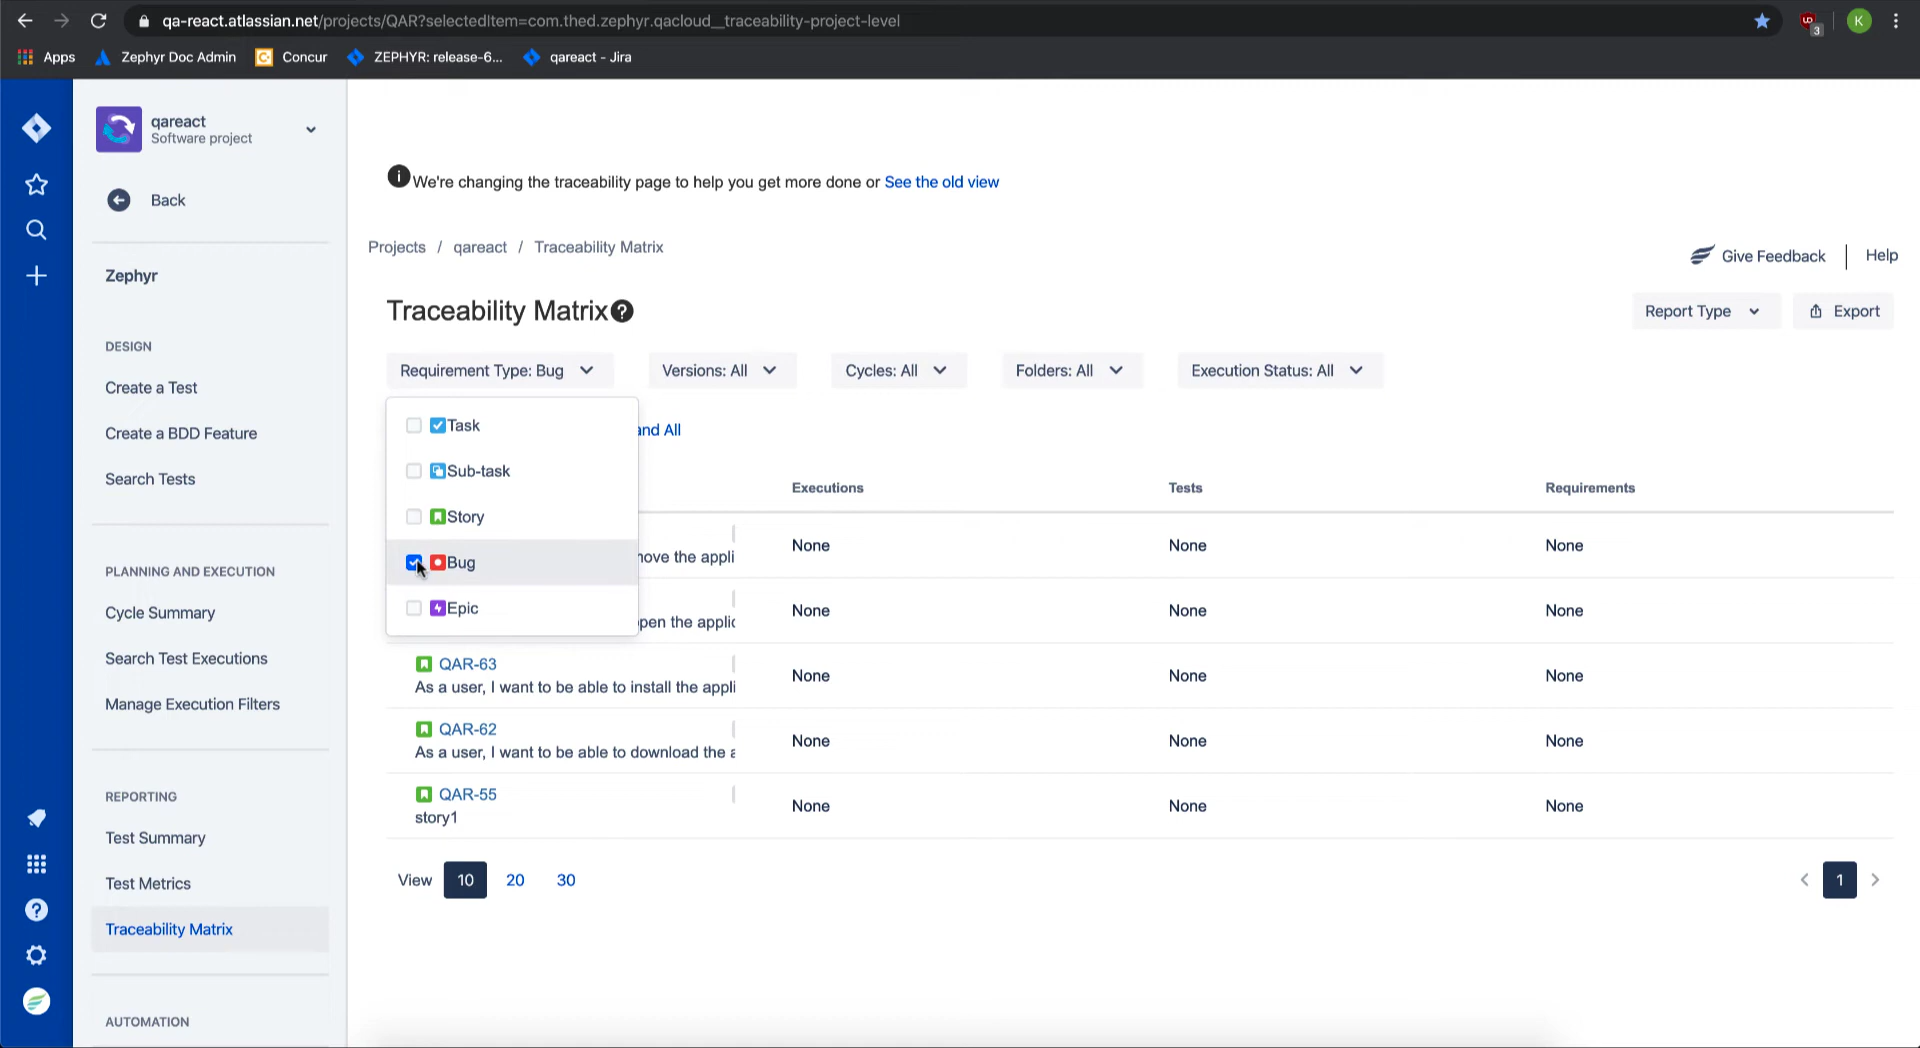 qa-react.atlassian.net/projects/QAR?selectedItem=com.thed.zephyr.qacloud__traceability-project-level
3
K
Apps
Zephyr Doc Admin
Concur
ZEPHYR: release-6...
qareact - Jira
qareact
Software project
Back
Zephyr
DESIGN
Create a Test
Create a BDD Feature
Search Tests
PLANNING AND EXECUTION
Cycle Summary
Search Test Executions
Manage Execution Filters
REPORTING
Test Summary
Test Metrics
Traceability Matrix
AUTOMATION
We're changing the traceability page to help you get more done or See the old view
Projects / qareact / Traceability Matrix
Give Feedback | Help
Traceability Matrix
Report Type
Export
Requirement Type: Bug
Versions: All
Cycles: All
Folders: All
Execution Status: All
Task
Sub-task
Story
Bug
Epic
and All
Executions Tests Requirements
move the appli
None None None
pen the applic
None None None
QAR-63
As a user, I want to be able to install the appli
None None None
QAR-62
As a user, I want to be able to download the a
None None None
QAR-55
story1
None None None
View 10 20 30
1